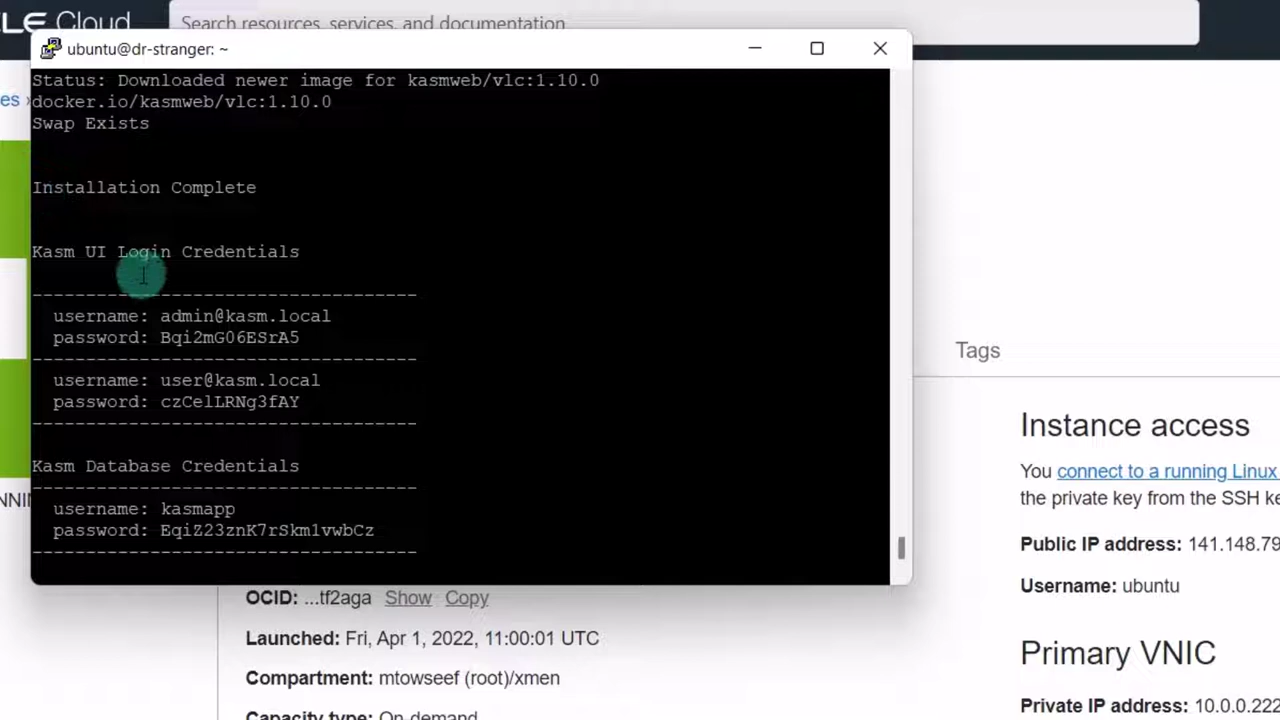 Cloud
Search resources, services, and documentation
ubuntu@dr-stranger: ~
Status: Downloaded newer image for kasmweb/vlc:1.10.0
docker.io/kasmweb/vlc:1.10.0
Swap Exists
Installation Complete
Kasm UI Login Credentials
-----------------------------------
username: admin@kasm.local
password: Bqi2mG06ESrA5
-----------------------------------
username: user@kasm.local
password: czCelLRNg3fAY
-----------------------------------
Kasm Database Credentials
-----------------------------------
username: kasmapp
password: EqiZ23znK7rSkm1vwbCz
-----------------------------------
Tags
Instance access
You connect to a running Linux
the private key from the SSH
Public IP address: 141.148.79
Username: ubuntu
Primary VNIC
Private IP address: 10.0.0.222
OCID: ...tf2aga Show Copy
Launched: Fri, Apr 1, 2022, 11:00:01 UTC
Compartment: mtowseef (root)/xmen
Capacity type: On-demand